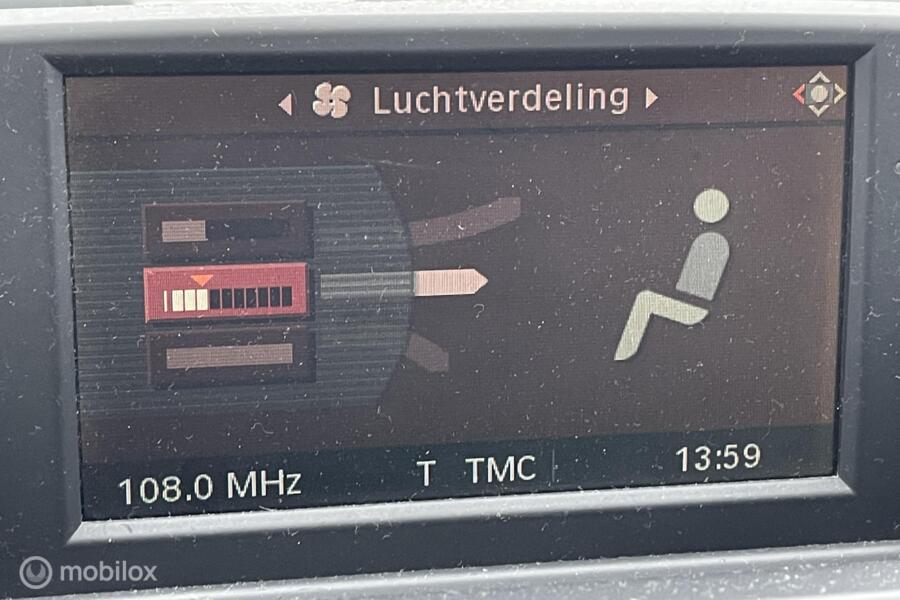 Luchtverdeling
108.0 MHz T TMC 13:59
mobilox